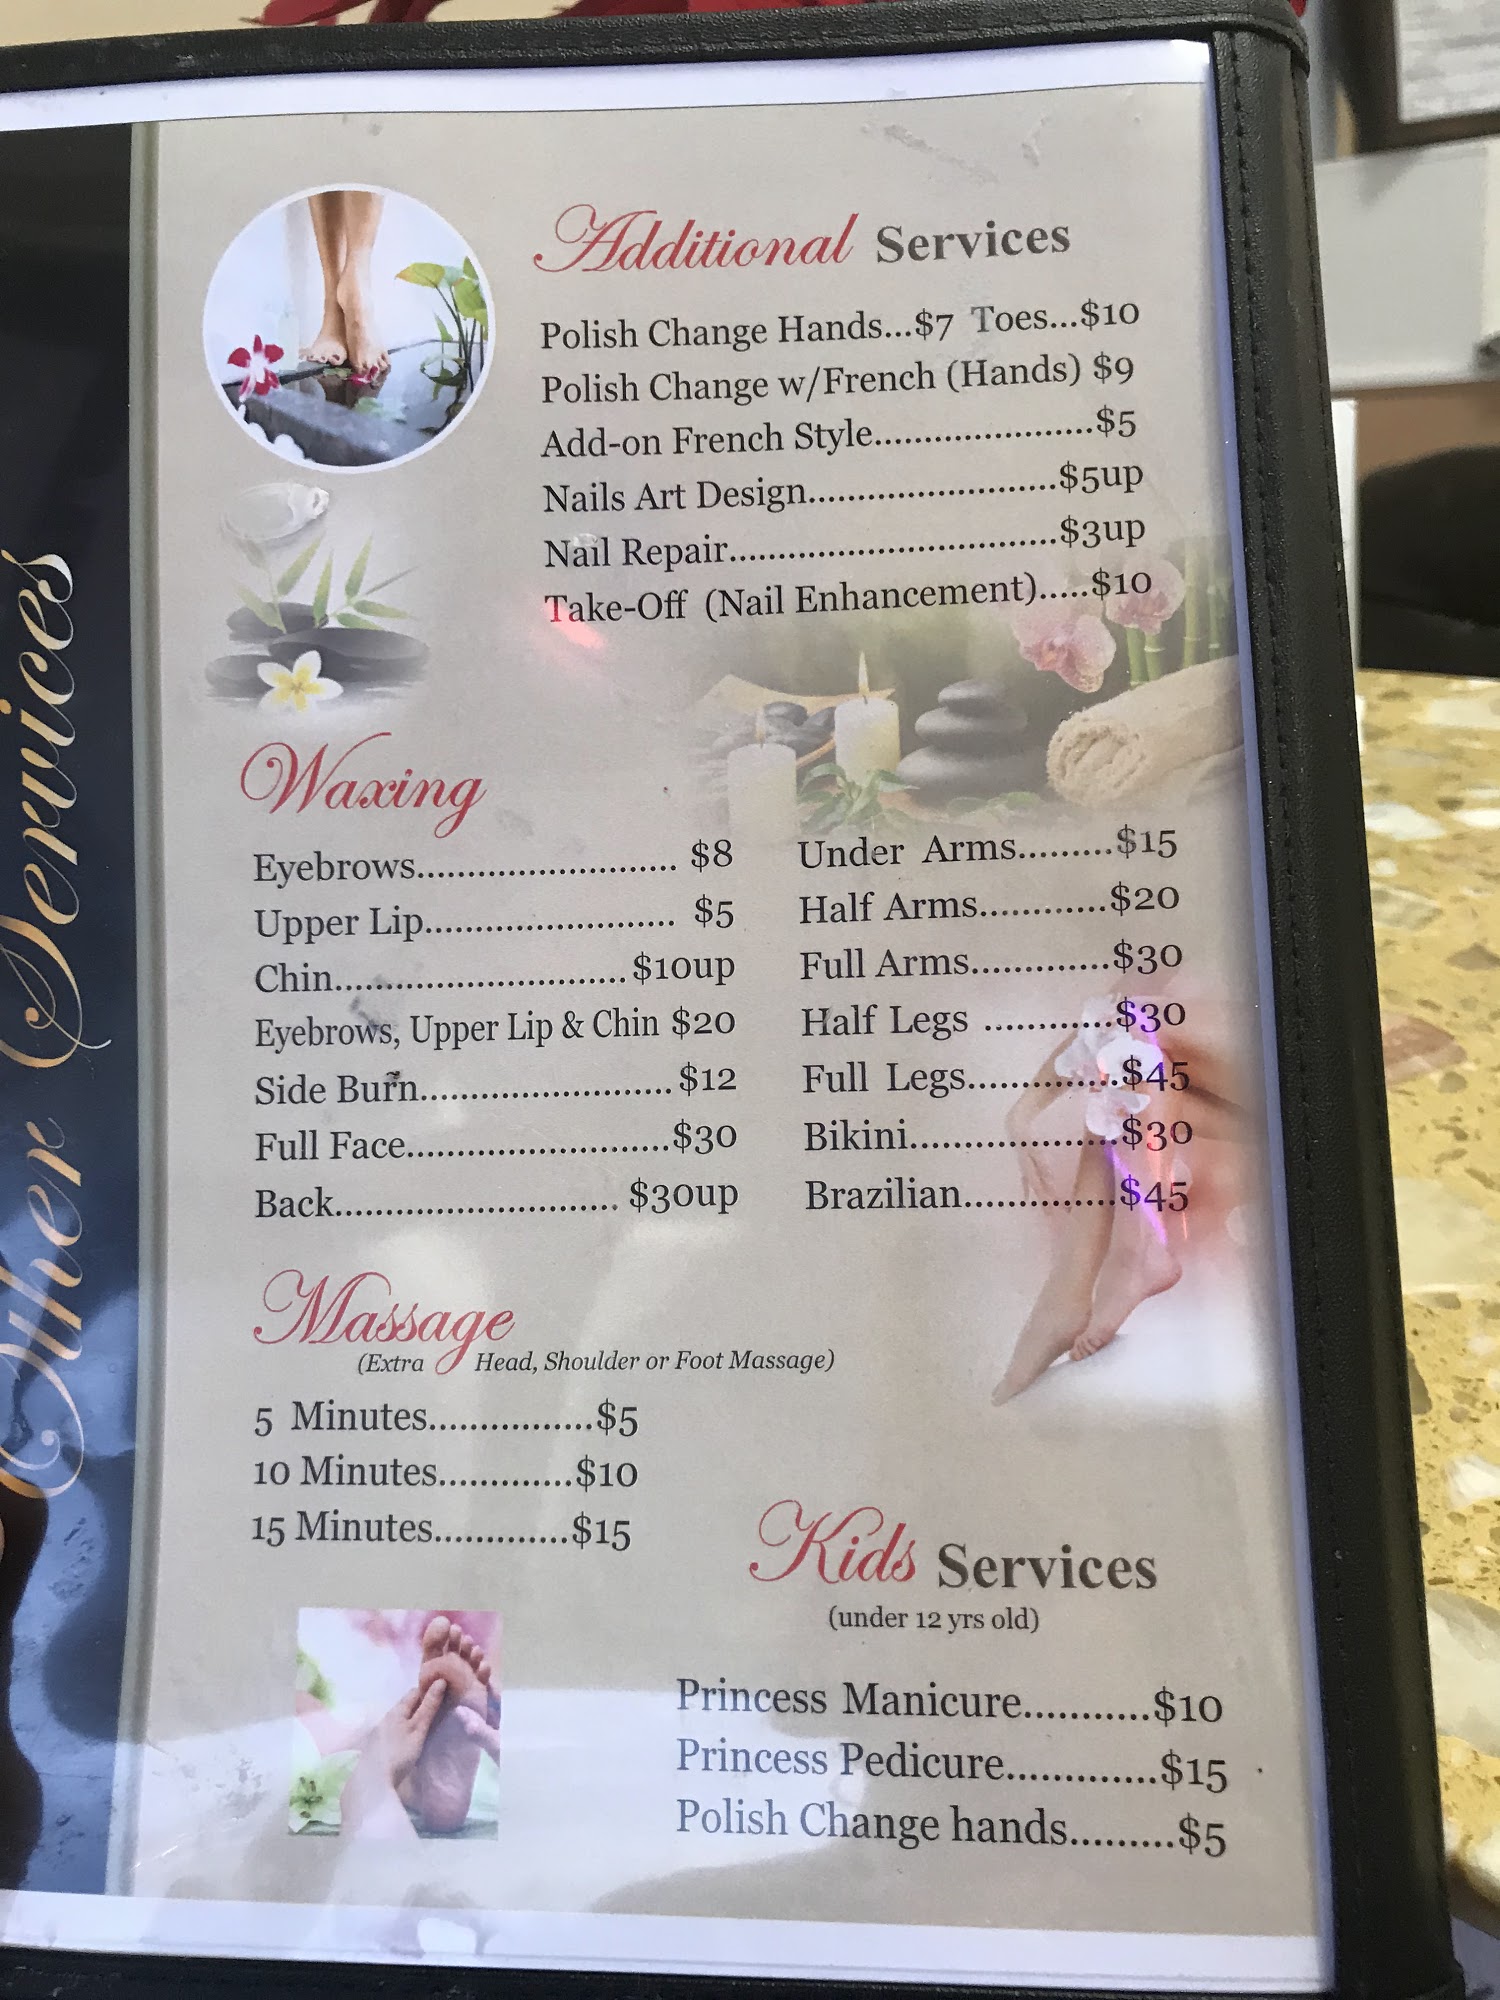 Other Services
Additional Services
Polish Change Hands...$7 Toes...$10
Polish Change w/French (Hands) $9
Add-on French Style......................$5
Nails Art Design.........................$5up
Nail Repair.................................$3up
Take-Off (Nail Enhancement).....$10
Waxing
Eyebrows.......................... $8
Upper Lip......................... $5
Chin.............................$10up
Eyebrows, Upper Lip & Chin $20
Side Burn......................... $12
Full Face..........................$30
Back............................ $30up
Under Arms.........$15
Half Arms............$20
Full Arms.............$30
Half Legs ............$30
Full Legs..............$45
Bikini....................$30
Brazilian..............$45
Massage
(Extra Head, Shoulder or Foot Massage)
5 Minutes................$5
10 Minutes.............$10
15 Minutes.............$15
Kids Services
(under 12 yrs old)
Princess Manicure...........$10
Princess Pedicure.............$15
Polish Change hands.........$5